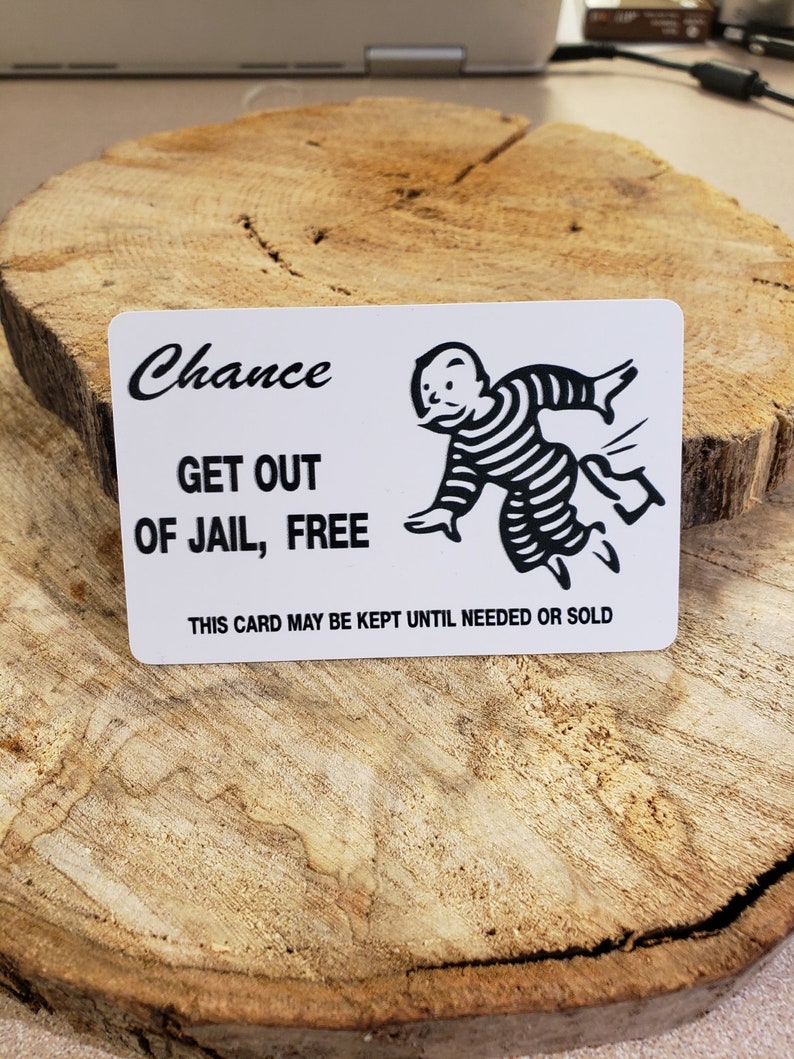 Chance
GET OUT
OF JAIL, FREE
THIS CARD MAY BE KEPT UNTIL NEEDED OR SOLD